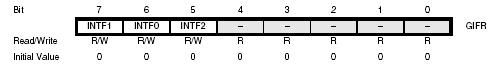 Bit 7 6 5 4 3 2 1 0
INTF1 INTF0 INTF2 – – – – – GIFR
Read/Write R/W R/W R/W R R R R R
Initial Value 0 0 0 0 0 0 0 0